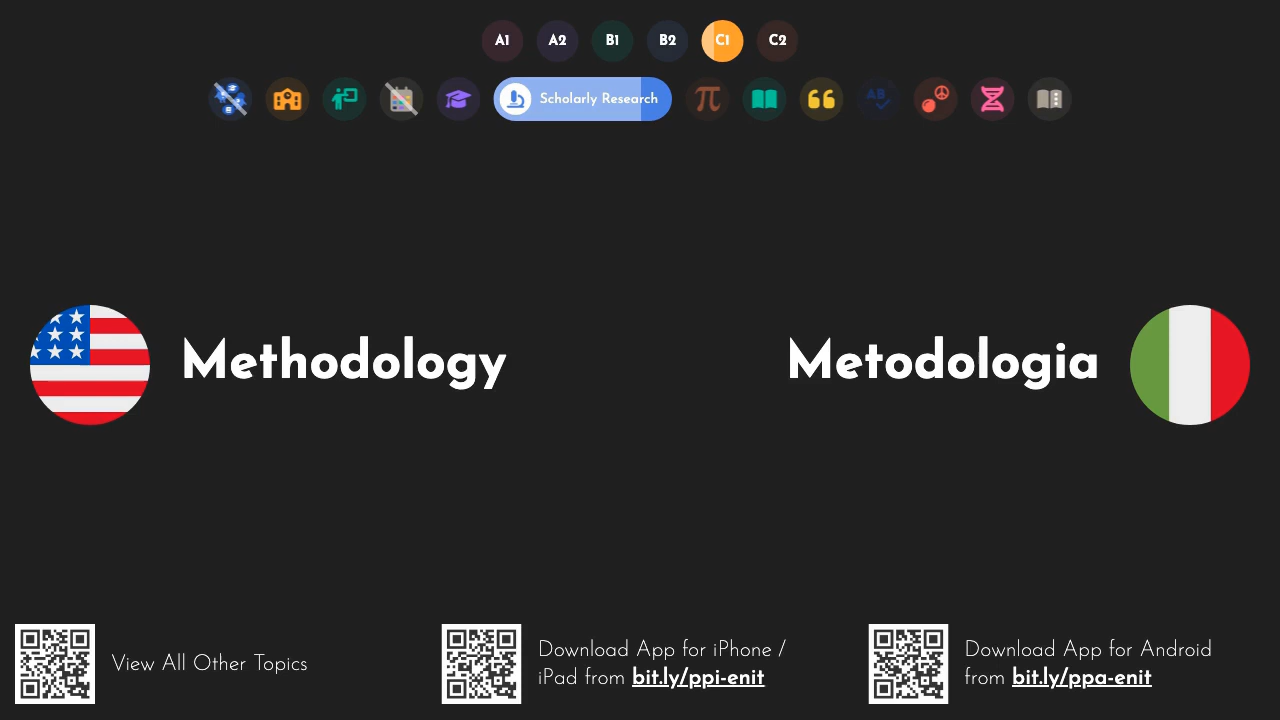 A1 A2 B1 B2 C1 C2
Scholarly Research
Methodology
Metodologia
View All Other Topics
Download App for iPhone /
iPad from bit.ly/ppi-enit
Download App for Android
from bit.ly/ppa-enit